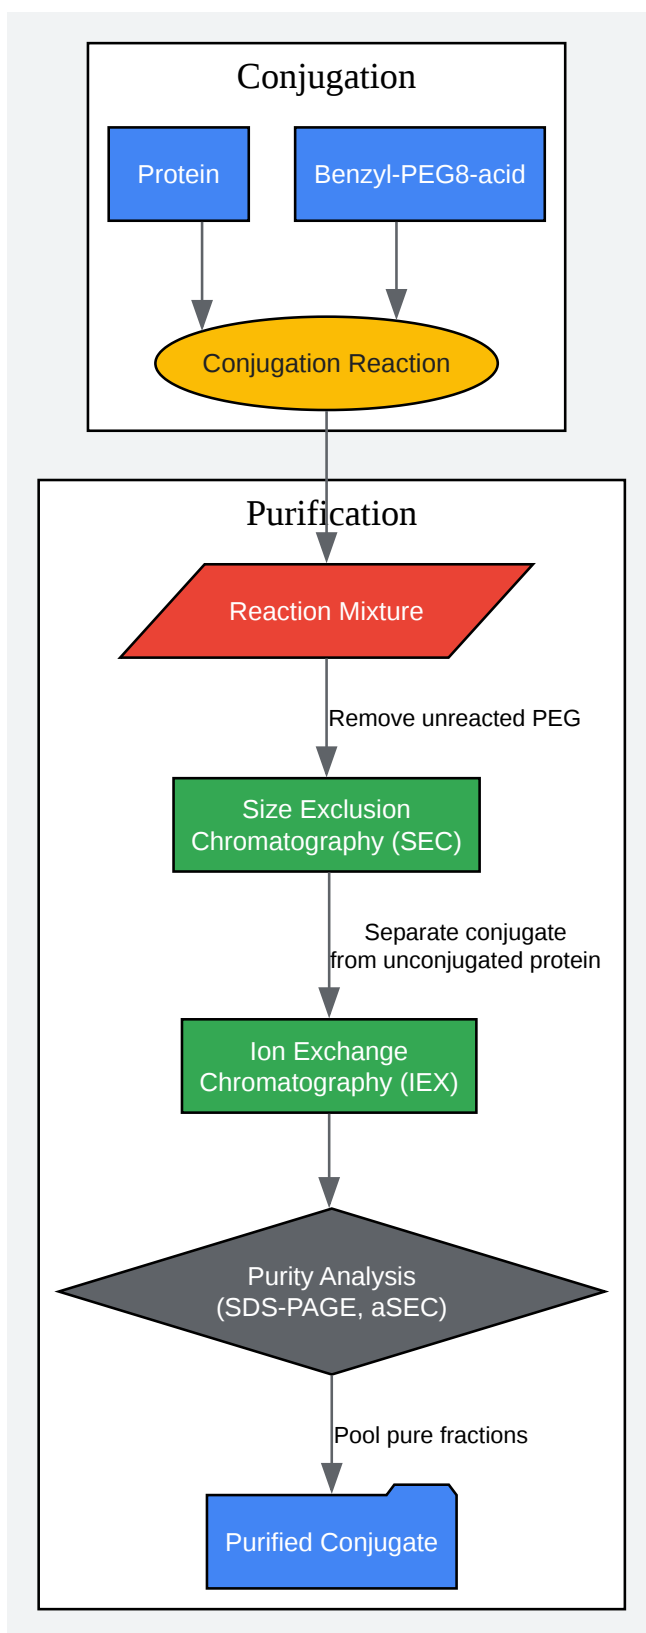 Conjugation
Protein
Benzyl-PEG8-acid
Conjugation Reaction
Purification
Reaction Mixture
Remove unreacted PEG
Size Exclusion
Chromatography (SEC)
Separate conjugate
from unconjugated protein
Ion Exchange
Chromatography (IEX)
Purity Analysis
(SDS-PAGE, aSEC)
Pool pure fractions
Purified Conjugate